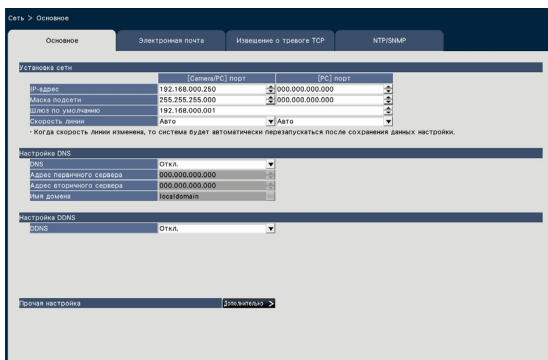 Сеть > Основное
Основное Электронная почта Извещение о тревоге TCP NTP/SNMP
Установка сети
[Camera/PC] порт [PC] порт
IP-адрес 192.168.000.250 000.000.000.000
Маска подсети 255.255.255.000 000.000.000.000
Шлюз по умолчанию 192.168.000.001
Скорость линии Авто Авто
· Когда скорость линии изменена, то система будет автоматически перезапускаться после сохранения данных настройки.
Настройка DNS
DNS Откл.
Адрес первичного сервера 000.000.000.000
Адрес вторичного сервера 000.000.000.000
Имя домена localdomain
Настройка DDNS
DDNS Откл.
Прочая настройка Дополнительно >